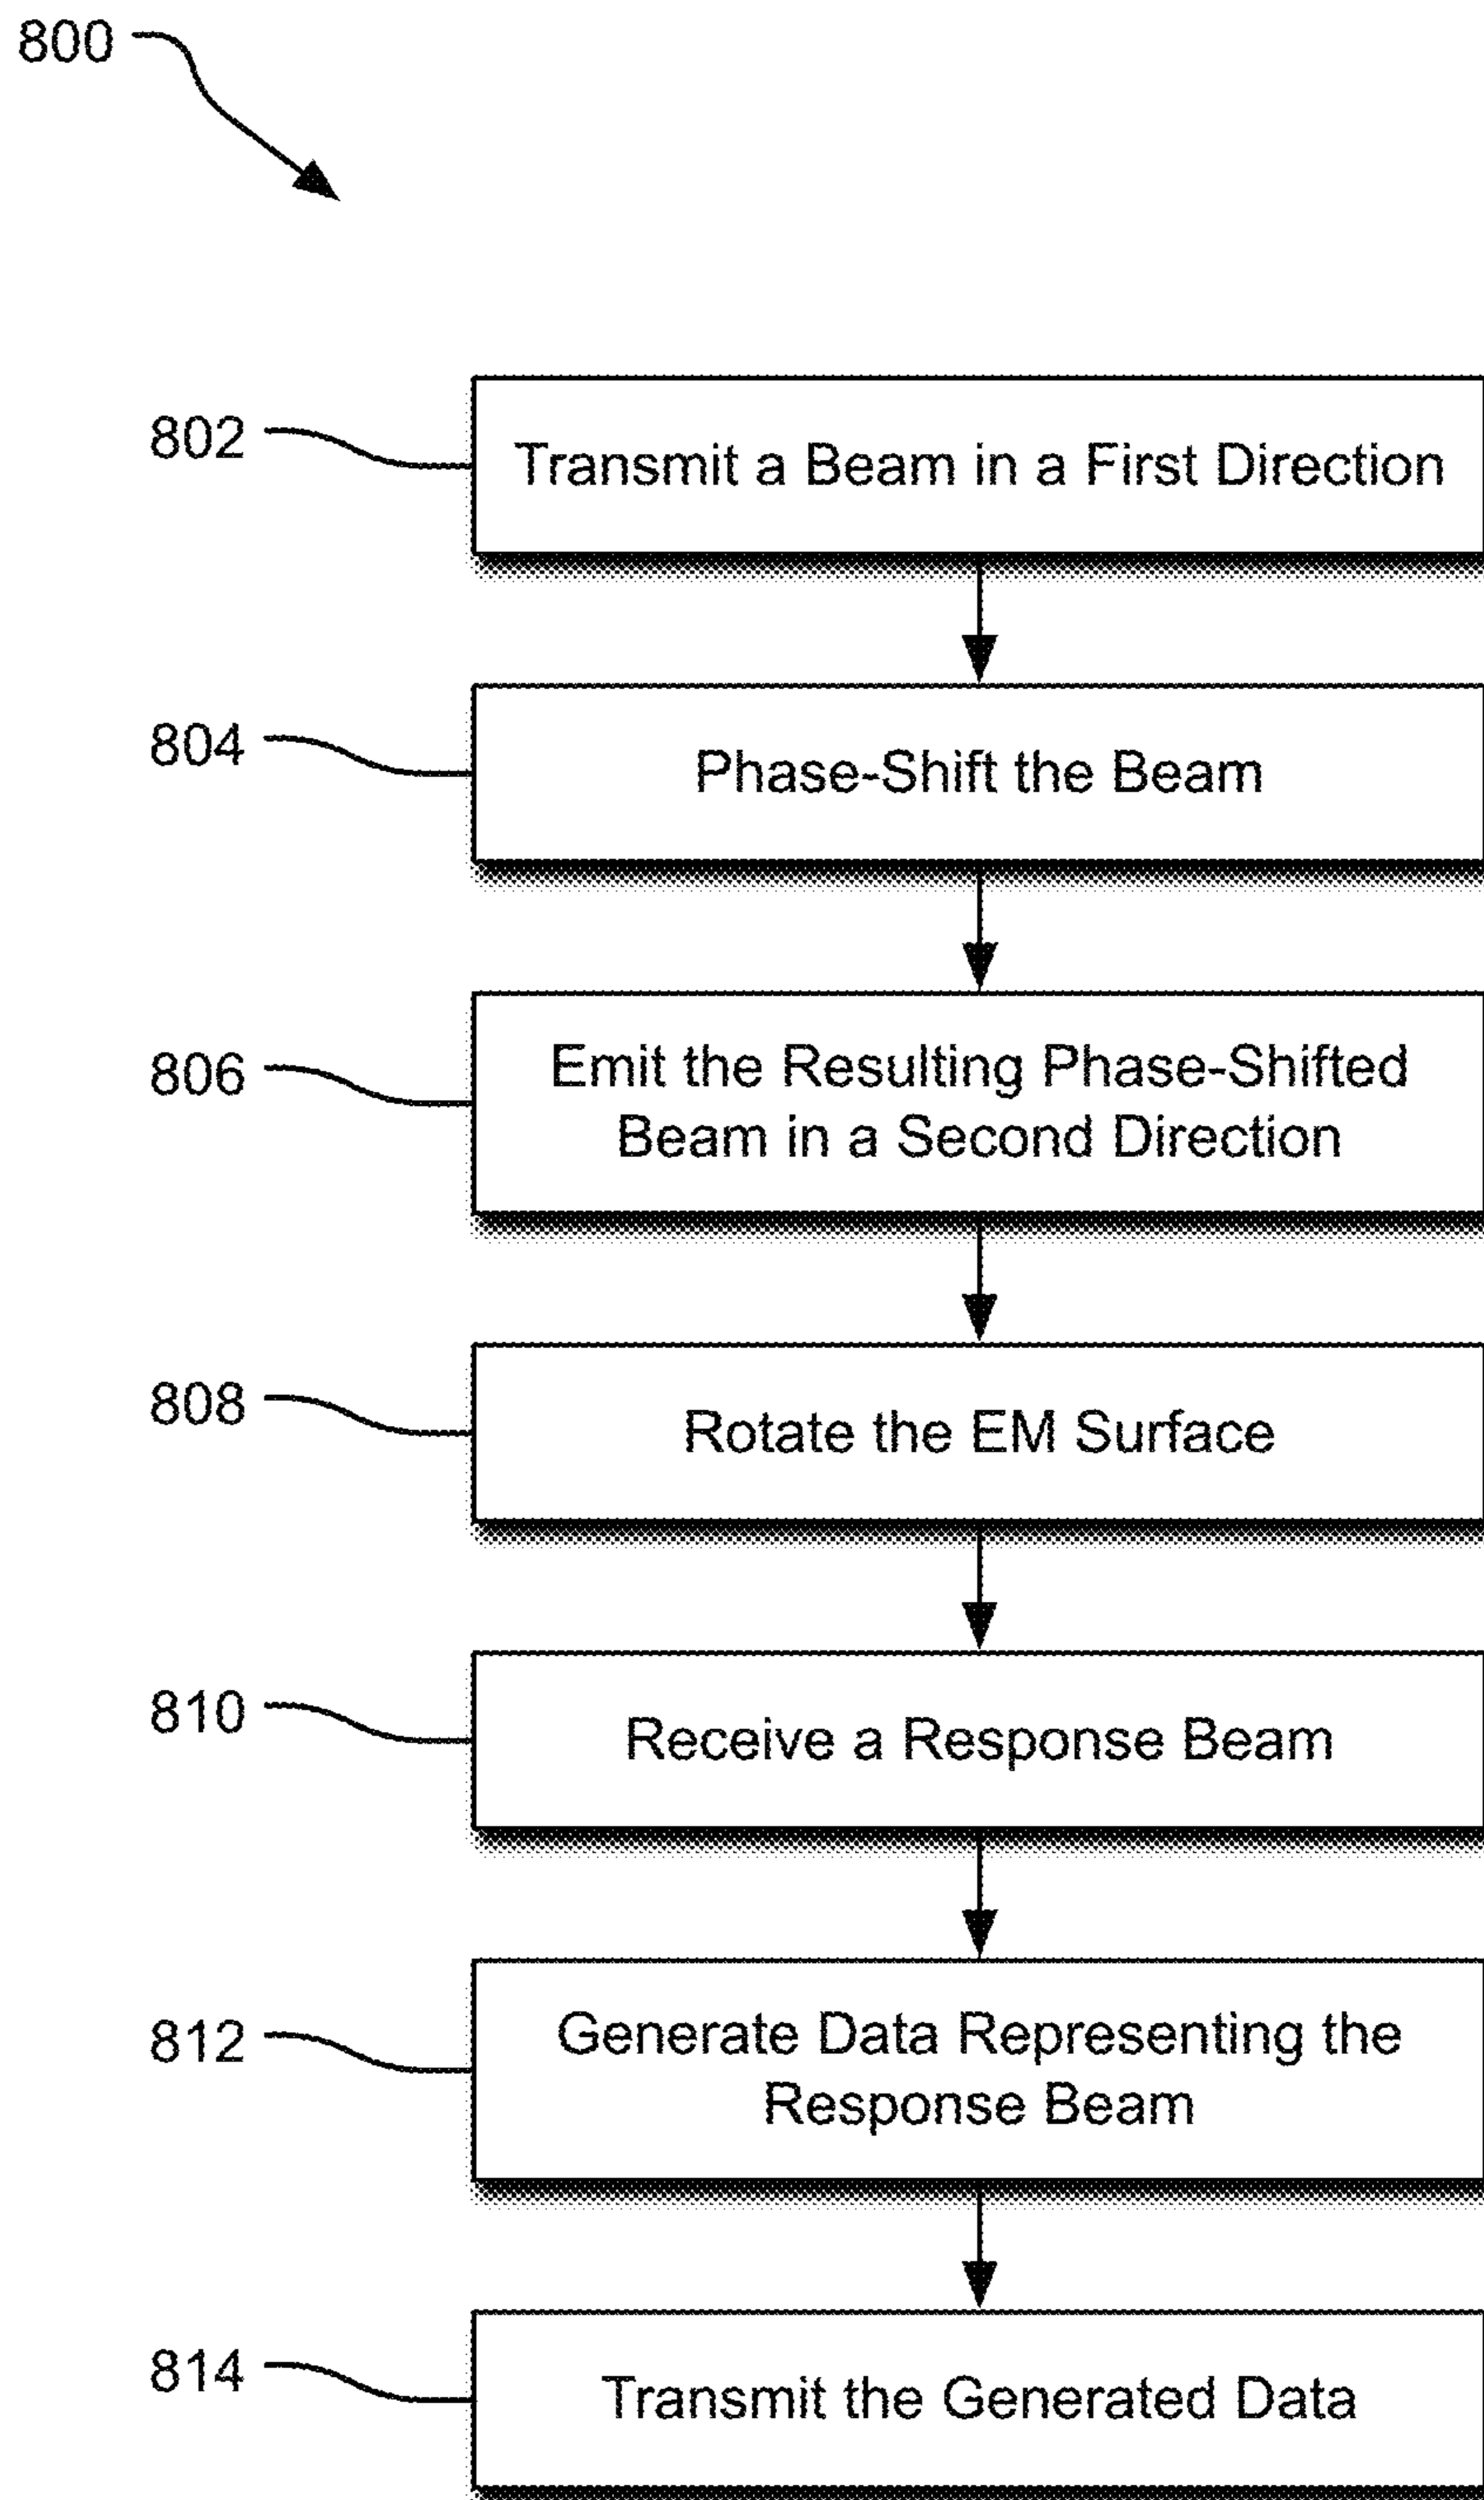 800
802
Transmit a Beam in a First Direction
804
Phase-Shift the Beam
806
Emit the Resulting Phase-Shifted
Beam in a Second Direction
808
Rotate the EM Surface
810
Receive a Response Beam
812
Generate Data Representing the
Response Beam
814
Transmit the Generated Data